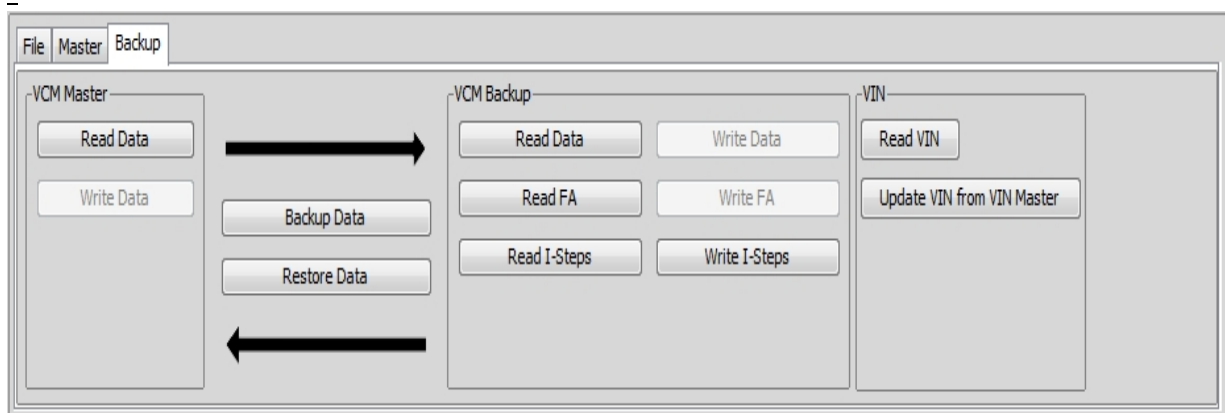 File Master Backup
VCM Master
Read Data
Write Data
Backup Data
Restore Data
VCM Backup
Read Data Write Data
Read FA Write FA
Read I-Steps Write I-Steps
VIN
Read VIN
Update VIN from VIN Master